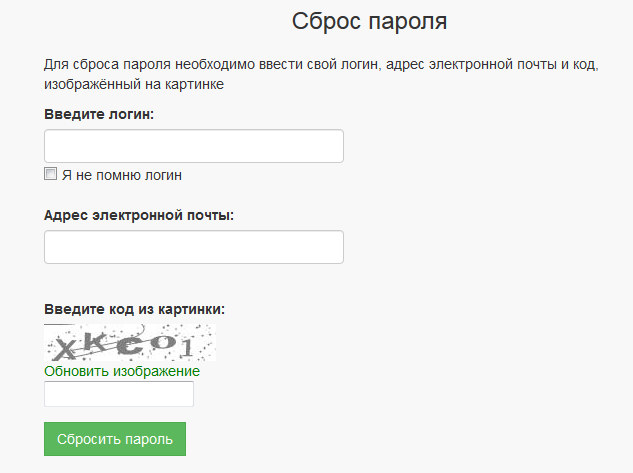 Сброс пароля
Для сброса пароля необходимо ввести свой логин, адрес электронной почты и код,
изображённый на картинке
Введите логин:
Я не помню логин
Адрес электронной почты:
Введите код из картинки:
xkco1
Обновить изображение
Сбросить пароль